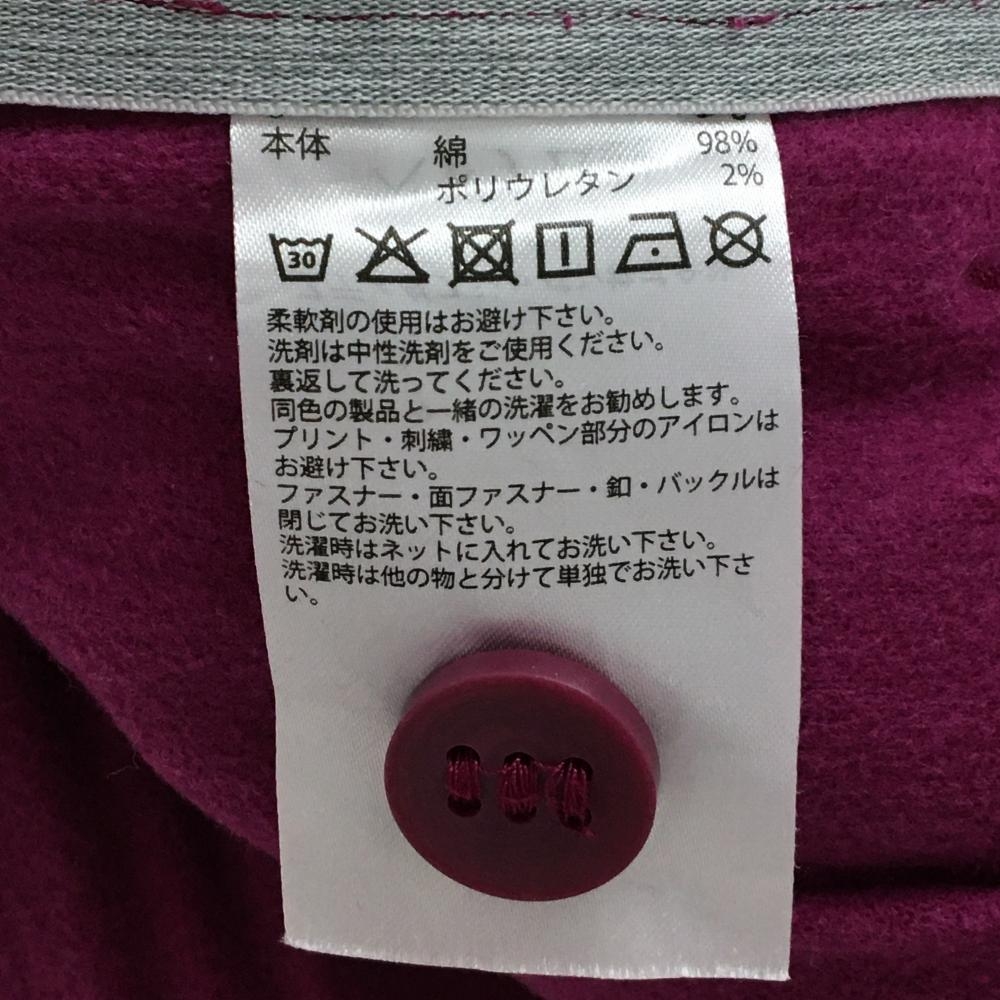 本体 綿 98%
ポリウレタン 2%
30
柔軟剤の使用はお避け下さい。
洗剤は中性洗剤をご使用ください。
裏返して洗ってください。
同色の製品と一緒の洗濯をお勧めします。
プリント・刺繍・ワッペン部分のアイロンは
お避け下さい。
ファスナー・面ファスナー・釦・バックルは
閉じてお洗い下さい。
洗濯時はネットに入れてお洗い下さい。
洗濯時は他の物と分けて単独でお洗い下さ
い。